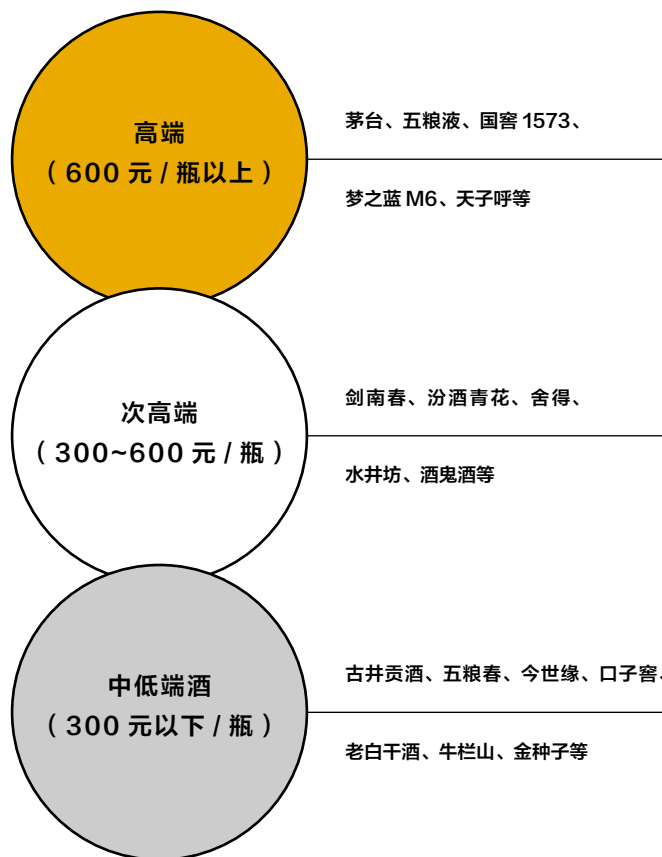 高端
（600 元 / 瓶以上）
茅台、五粮液、国窖 1573、
梦之蓝 M6、天子呼等
次高端
（300~600 元 / 瓶）
剑南春、汾酒青花、舍得、
水井坊、酒鬼酒等
中低端酒
（300 元以下 / 瓶）
古井贡酒、五粮春、今世缘、口子窖、
老白干酒、牛栏山、金种子等